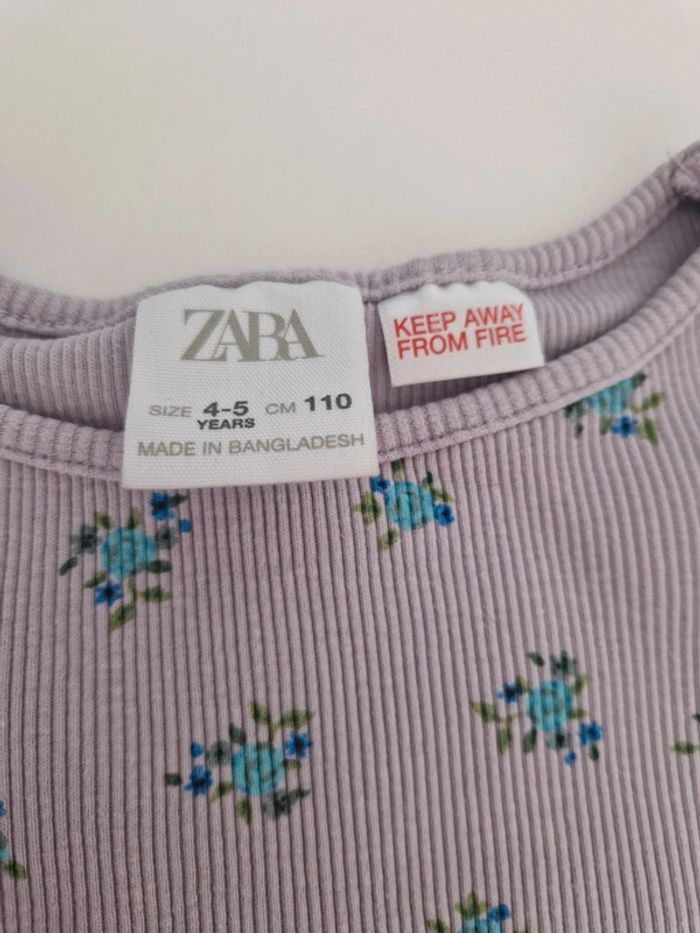 ZARA
SIZE 4-5 CM 110
YEARS
MADE IN BANGLADESH
KEEP AWAY
FROM FIRE